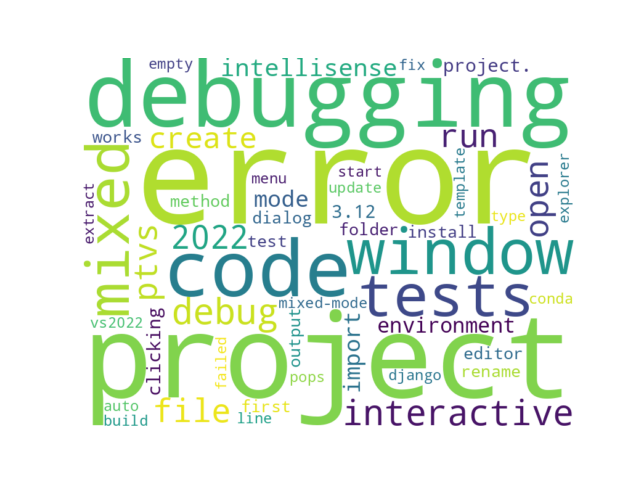 empty
intellisense
fix
project.
debugging
works
create
run
error
mixed
menu
start
update
template
explorer
open
extract
method
mode
dialog
3.12
type
ptvs
2022
test
folder
install
code
window
tests
conda
mixed-mode
debug
vs2022
clicking
output
import
environment
failed
editor
rename
pops
django
project
auto
build
file
first
line
interactive